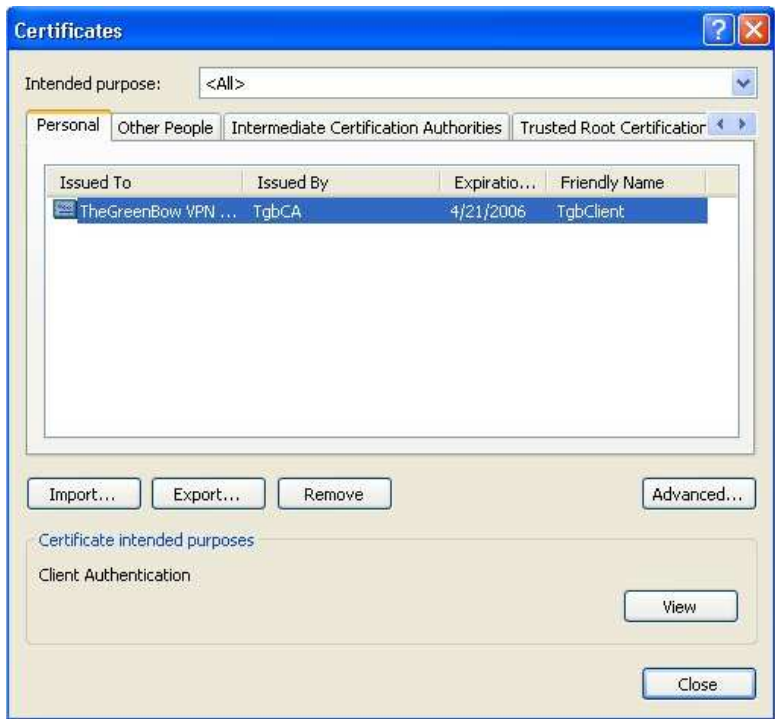 Certificates
Intended purpose: <All>
Personal Other People Intermediate Certification Authorities Trusted Root Certification
Issued To Issued By Expiratio... Friendly Name
TheGreenBow VPN ... TgbCA 4/21/2006 TgbClient
Import... Export... Remove Advanced...
Certificate intended purposes
Client Authentication
View
Close